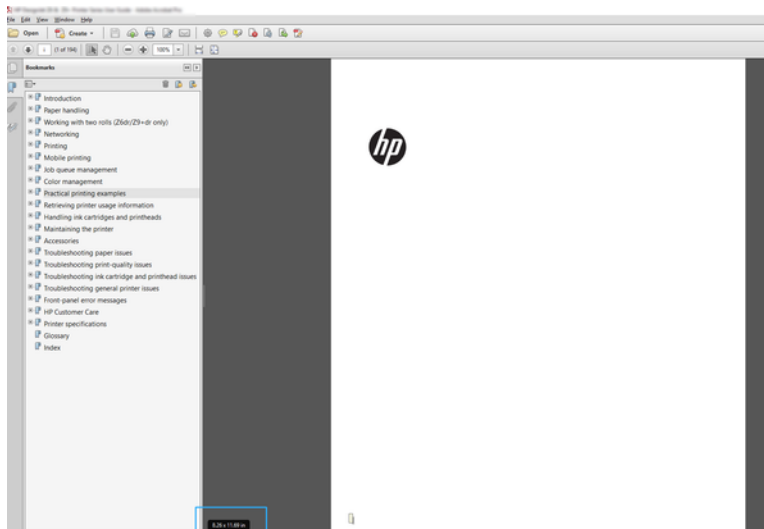 File Edit View Window Help
Open Create
(1 of 194) 100%
Bookmarks
Introduction
Paper handling
Working with two rolls (Z6dr/Z9+dr only)
Networking
Printing
Mobile printing
Job queue management
Color management
Practical printing examples
Retrieving printer usage information
Handling ink cartridges and printheads
Maintaining the printer
Accessories
Troubleshooting paper issues
Troubleshooting print-quality issues
Troubleshooting ink cartridge and printhead issues
Troubleshooting general printer issues
Front-panel error messages
HP Customer Care
Printer specifications
Glossary
Index
hp
8.26 x 11.69 in